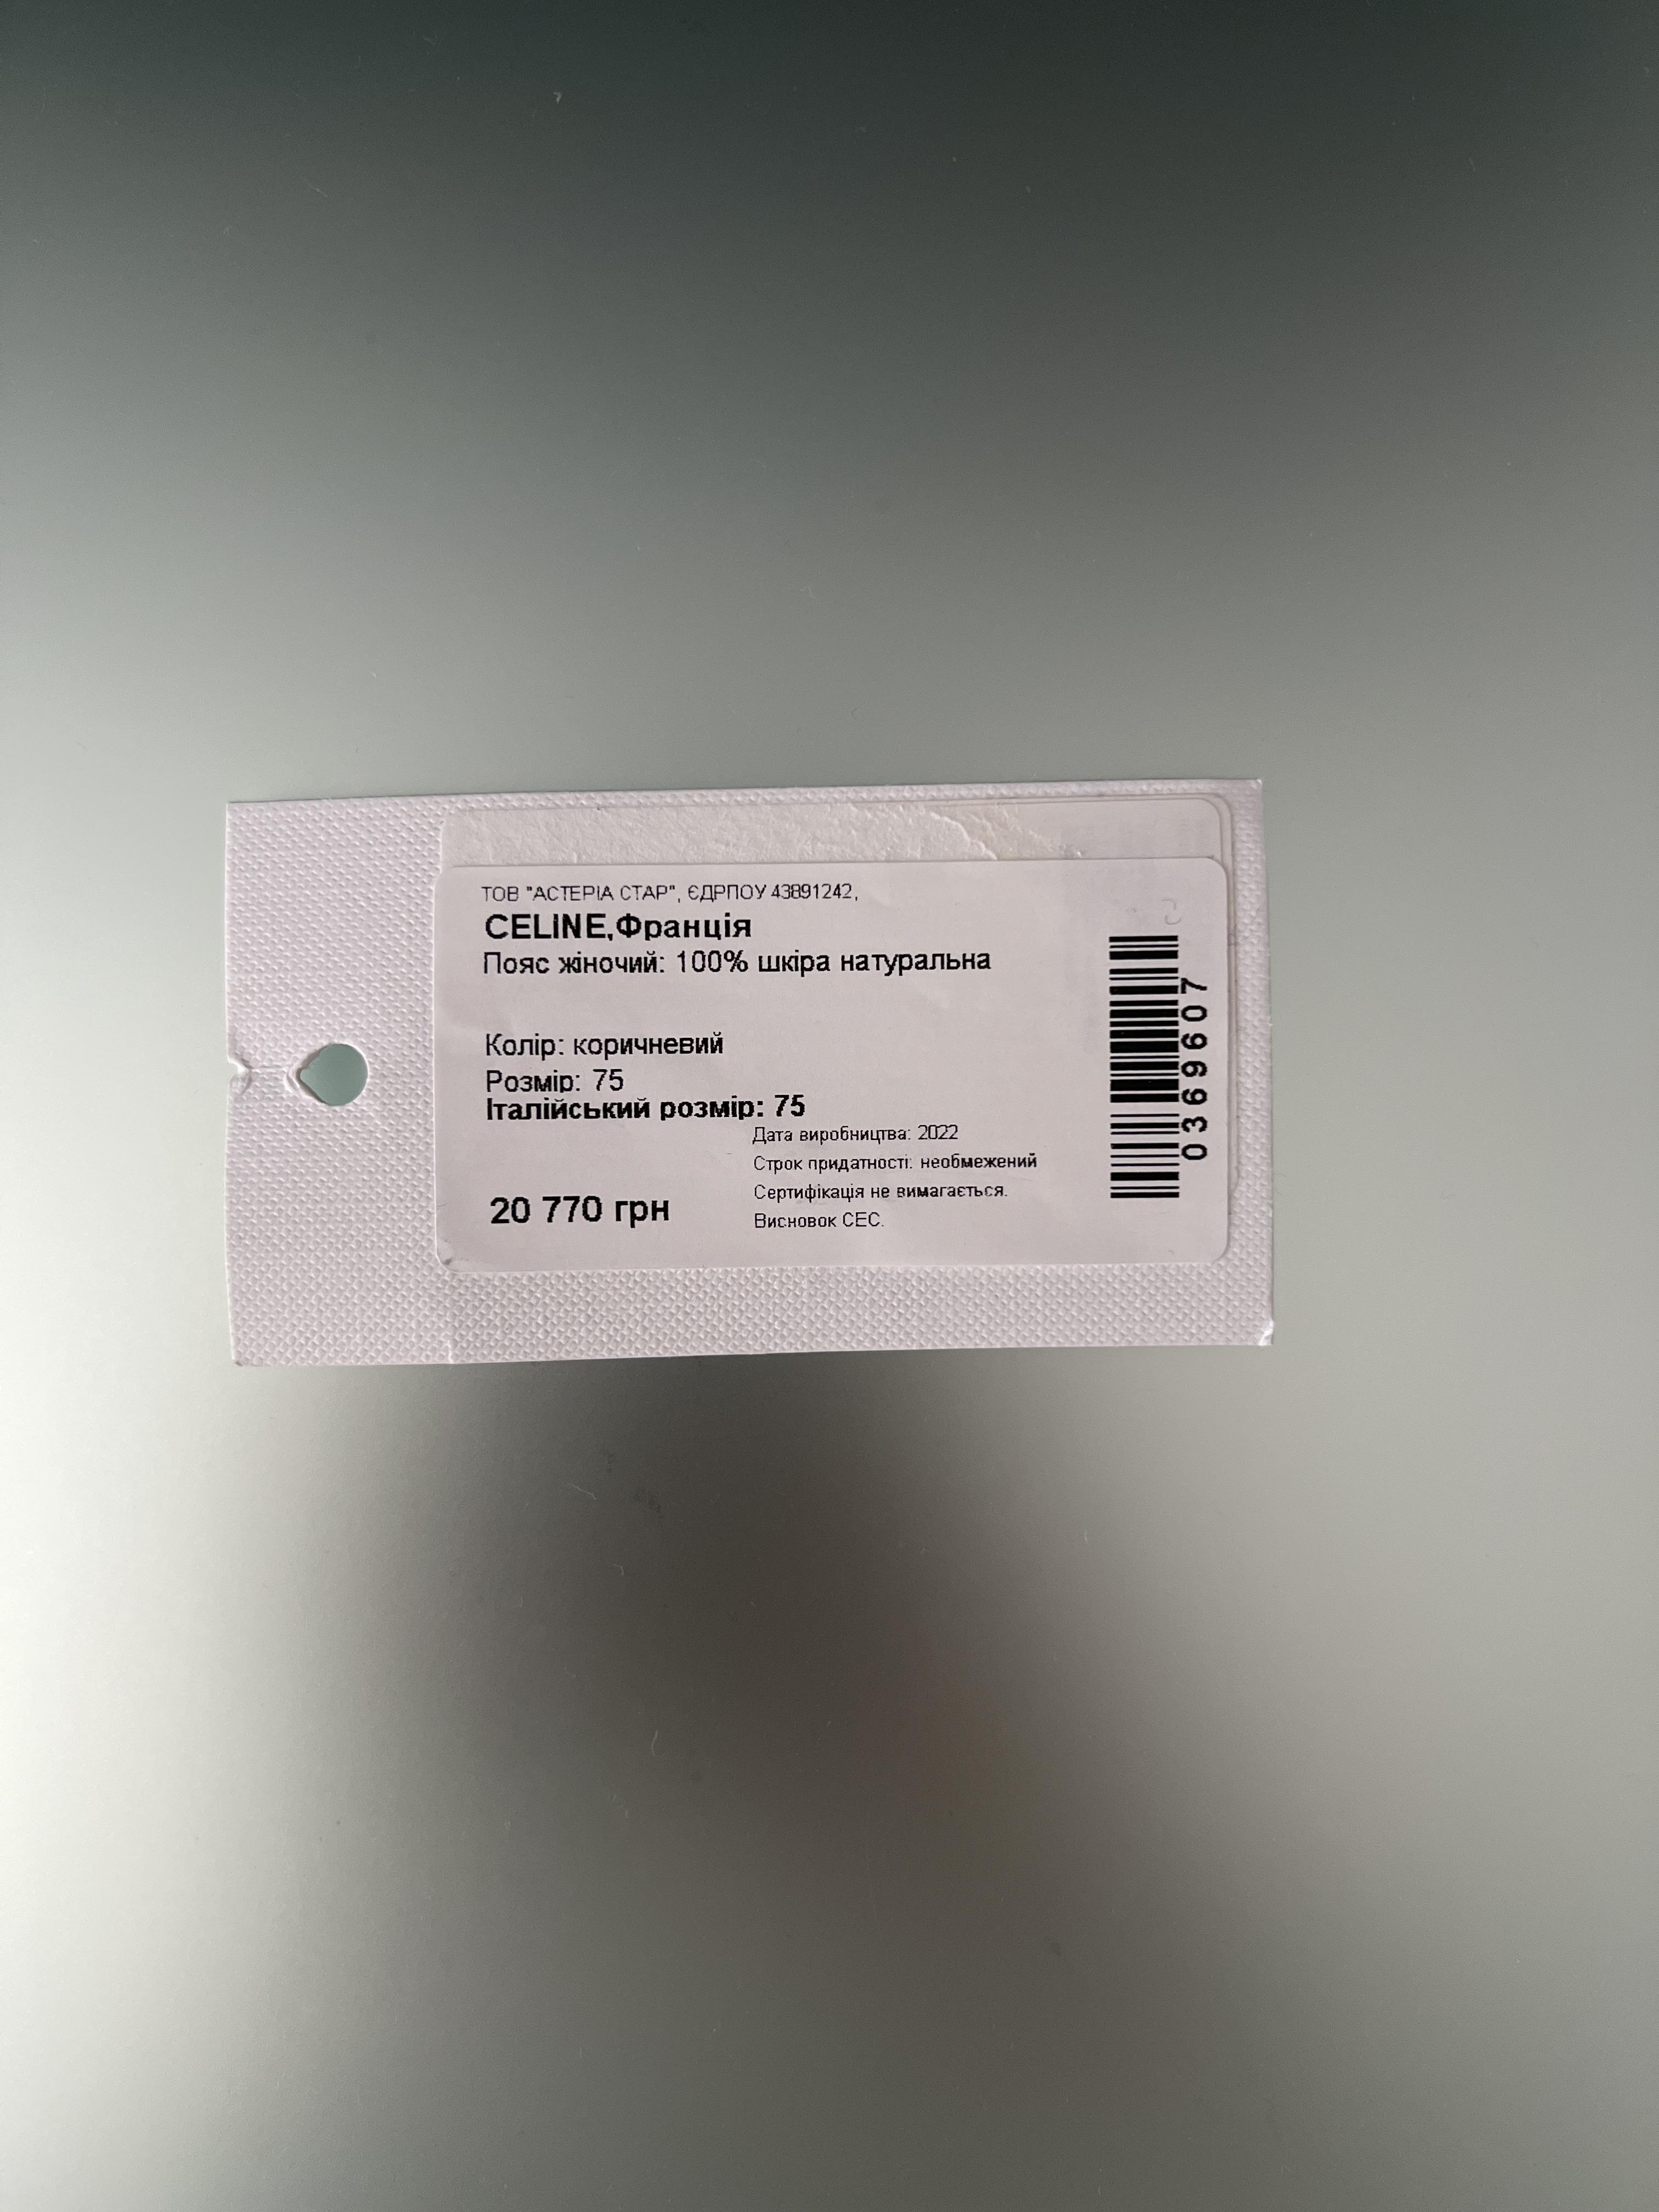 ТОВ "АСТЕРІА СТАР", ЄДРПОУ 43891242,
CELINE,Франція
Пояс жіночий: 100% шкіра натуральна
Колір: коричневий
Розмір: 75
Італійський розмір: 75
Дата виробництва: 2022
Строк придатності: необмежений
Сертифікація не вимагається.
Висновок СЕС.
20 770 грн
0369607